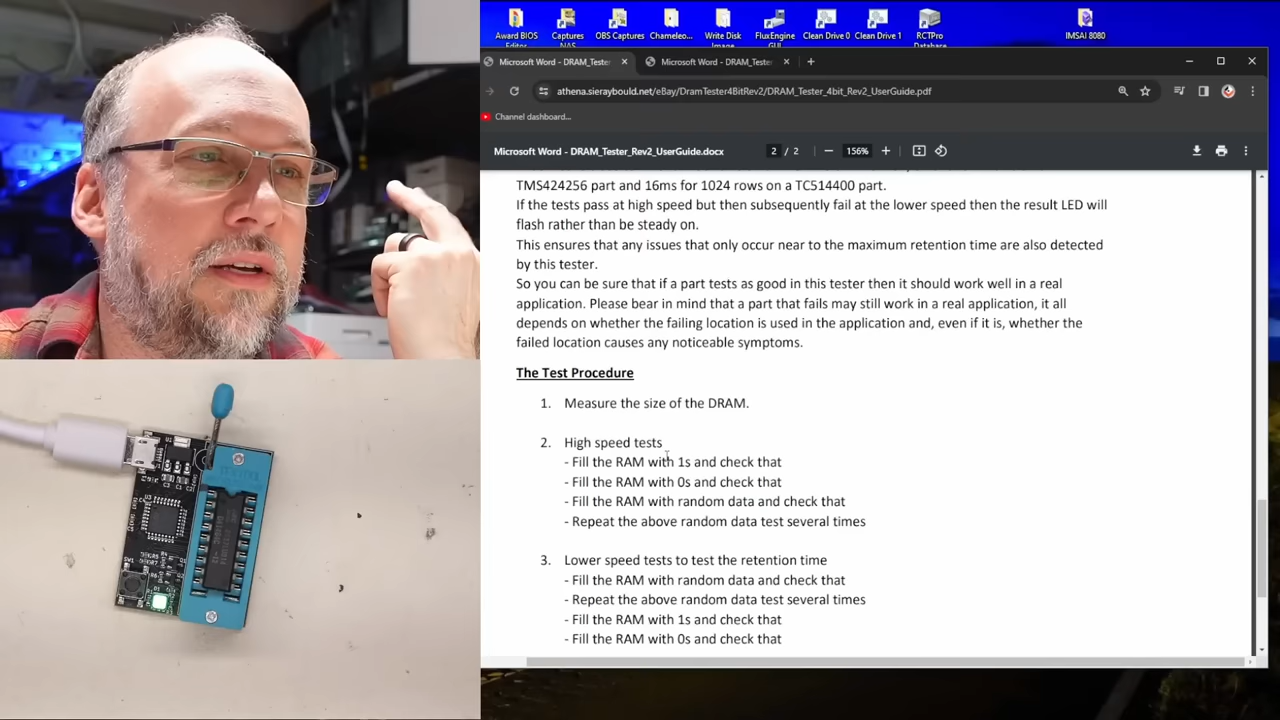 Award BIOS
Editor
Captures
NAS
OBS Captures
Chameleo...
Write Disk
Image
FluxEngine
GUI
Clean Drive 0
Clean Drive 1
RCTPro
Database
IMSAI 8080
Microsoft Word - DRAM_Tester
Microsoft Word - DRAM_Tester
athena.sieraybould.net/eBay/DramTester4BitRev2/DRAM_Tester_4bit_Rev2_UserGuide.pdf
Channel dashboard...
Microsoft Word - DRAM_Tester_Rev2_UserGuide.docx
2 / 2
156%
TMS424256 part and 16ms for 1024 rows on a TC514400 part.
If the tests pass at high speed but then subsequently fail at the lower speed then the result LED will
flash rather than be steady on.
This ensures that any issues that only occur near to the maximum retention time are also detected
by this tester.
So you can be sure that if a part tests as good in this tester then it should work well in a real
application. Please bear in mind that a part that fails may still work in a real application, it all
depends on whether the failing location is used in the application and, even if it is, whether the
failed location causes any noticeable symptoms.
The Test Procedure
1. Measure the size of the DRAM.
2. High speed tests
- Fill the RAM with 1s and check that
- Fill the RAM with 0s and check that
- Fill the RAM with random data and check that
- Repeat the above random data test several times
3. Lower speed tests to test the retention time
- Fill the RAM with random data and check that
- Repeat the above random data test several times
- Fill the RAM with 1s and check that
- Fill the RAM with 0s and check that